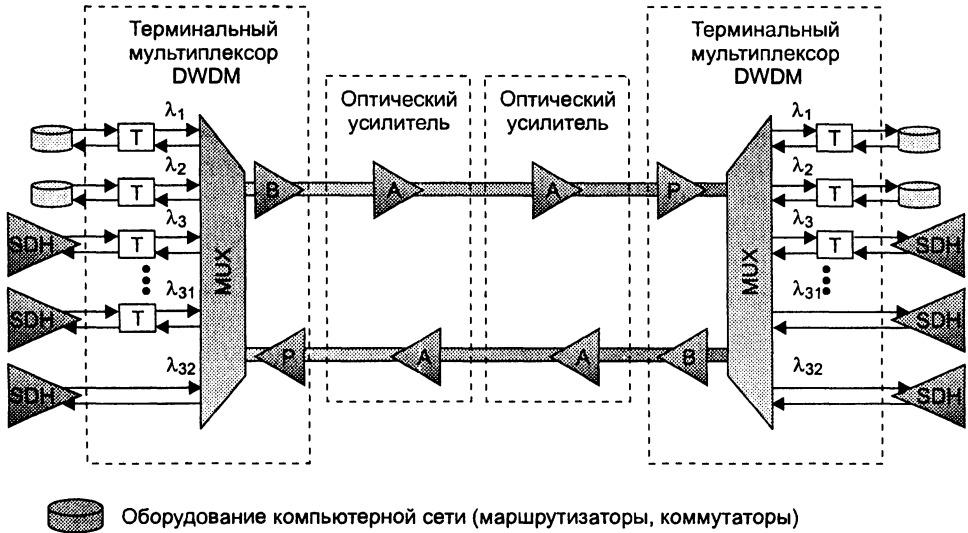 Терминальный
мультиплексор
DWDM
Терминальный
мультиплексор
DWDM
Оптический
усилитель
Оптический
усилитель
λ1
T
λ2
T
λ3
SDH
T
λ31
SDH
T
λ32
SDH
MUX
B
A
A
P
P
A
A
B
MUX
λ1
T
λ2
T
λ3
T
SDH
λ31
SDH
λ32
SDH
Оборудование компьютерной сети (маршрутизаторы, коммутаторы)